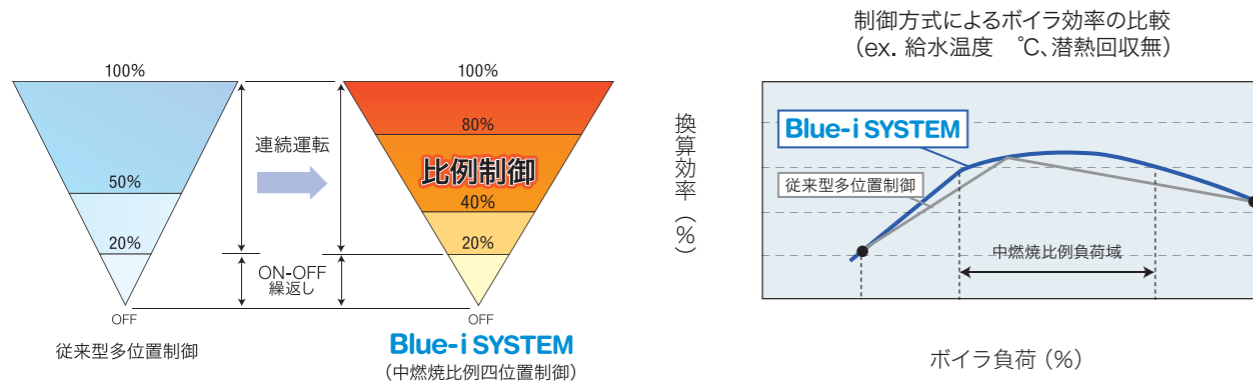 100%
50%
20%
OFF
従来型多位置制御
連続運転
ON-OFF
繰返し
100%
80%
比例制御
40%
20%
OFF
Blue-i SYSTEM
(中燃焼比例四位置制御)
制御方式によるボイラ効率の比較
(ex. 給水温度　℃、潜熱回収無)
換算効率(%)
Blue-i SYSTEM
従来型多位置制御
中燃焼比例負荷域
ボイラ負荷(%)